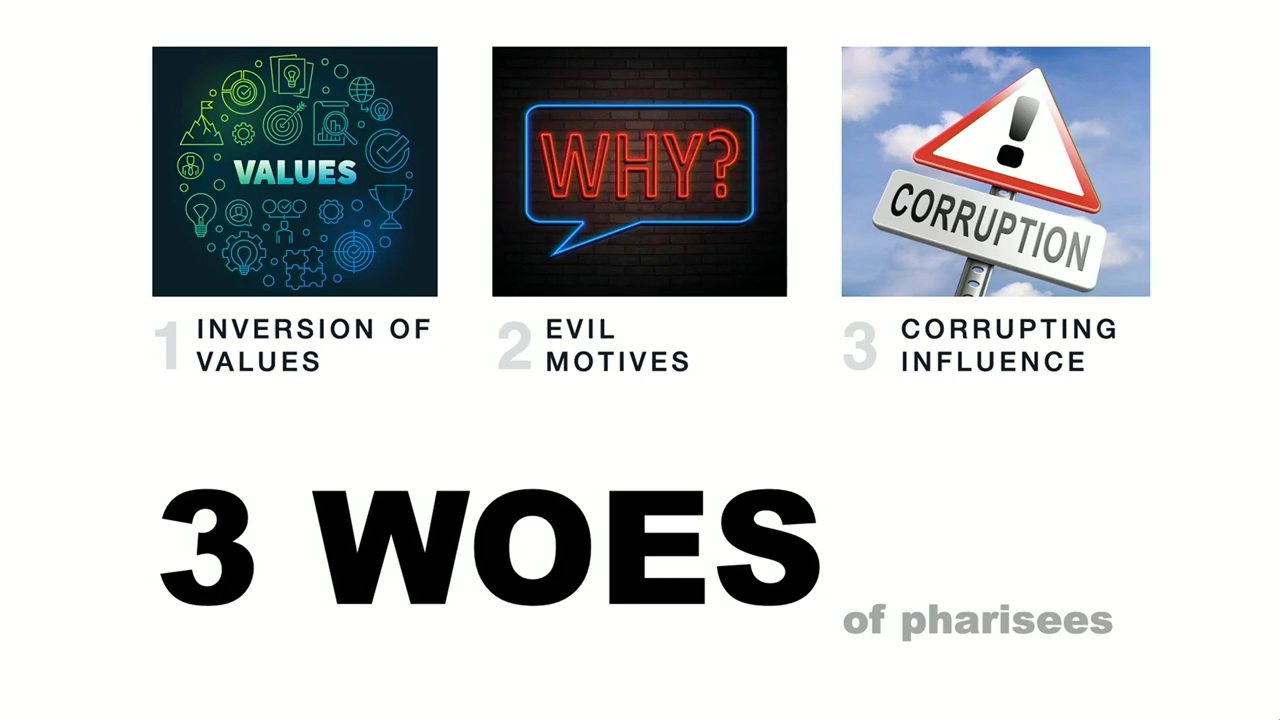 VALUES
WHY?
CORRUPTION
1 INVERSION OF
VALUES
2 EVIL
MOTIVES
3 CORRUPTING
INFLUENCE
3 WOES
of pharisees